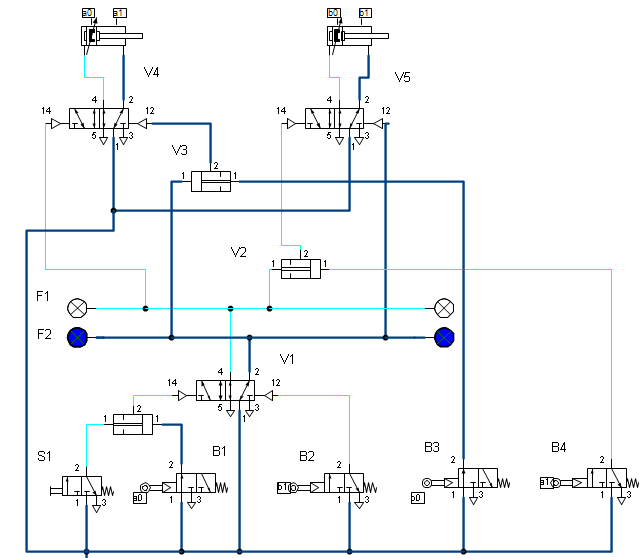 a0 a1 b0 b1
V4 V5
4 2 4 2
14 12 14 12
5 1 3 5 1 3
V3
2
1 1
V2
2
1 1
F1
F2
V1
4 2
14 12
5 1 3
2
1 1
S1 B1 B2 B3 B4
2 2 2 2 2
a0 b1 b0 a1
1 3 1 3 1 3 1 3 1 3